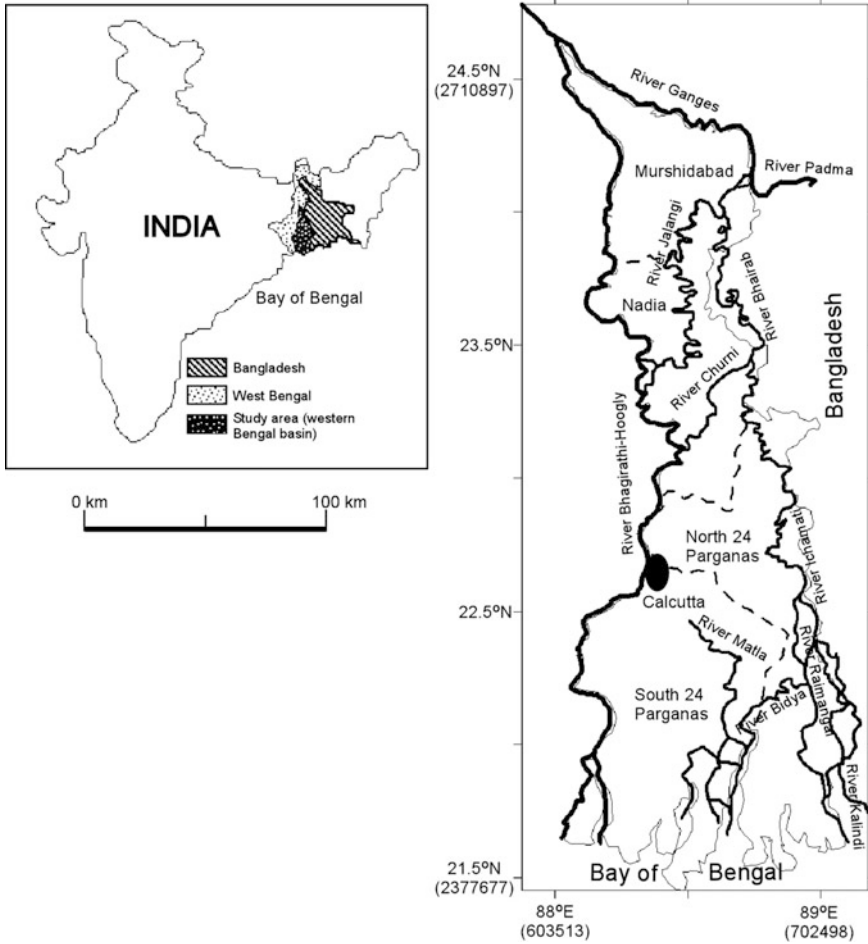 INDIA
Bay of Bengal
Bangladesh
West Bengal
Study area (western
Bengal basin)
0 km
100 km
24.5ºN
(2710897)
23.5ºN
22.5ºN
21.5ºN
(2377677)
88ºE
(603513)
89ºE
(702498)
River Ganges
Murshidabad
River Padma
River Jalangi
River Bhairab
Nadia
River Churni
Bangladesh
River Bhagirathi-Hoogly
North 24
Parganas
River Ichamati
Calcutta
River Matla
River Raimangal
South 24
Parganas
River Bidya
River Kalindi
Bay of Bengal